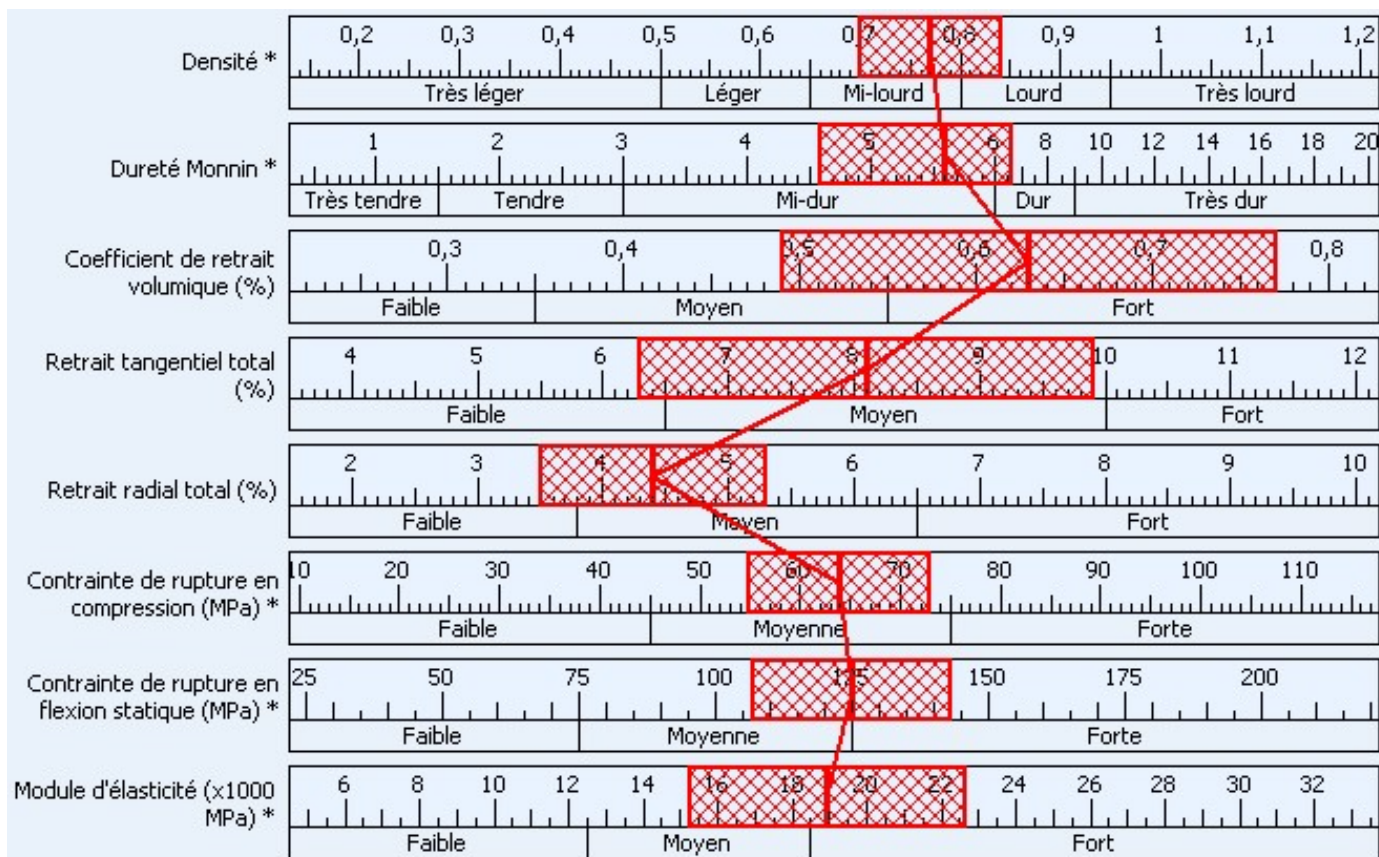 0,2 0,3 0,4 0,5 0,6 0,7 0,8 0,9 1 1,1 1,2
Densité *
Très léger Léger Mi-lourd Lourd Très lourd
1 2 3 4 5 6 8 10 12 14 16 18 20
Dureté Monnin *
Très tendre Tendre Mi-dur Dur Très dur
0,3 0,4 0,5 0,6 0,7 0,8
Coefficient de retrait
volumique (%)
Faible Moyen Fort
4 5 6 7 8 9 10 11 12
Retrait tangentiel total
(%)
Faible Moyen Fort
2 3 4 5 6 7 8 9 10
Retrait radial total (%)
Faible Moyen Fort
10 20 30 40 50 60 70 80 90 100 110
Contrainte de rupture en
compression (MPa) *
Faible Moyenne Forte
25 50 75 100 125 150 175 200
Contrainte de rupture en
flexion statique (MPa) *
Faible Moyenne Forte
6 8 10 12 14 16 18 20 22 24 26 28 30 32
Module d'élasticité (x1000
MPa) *
Faible Moyen Fort